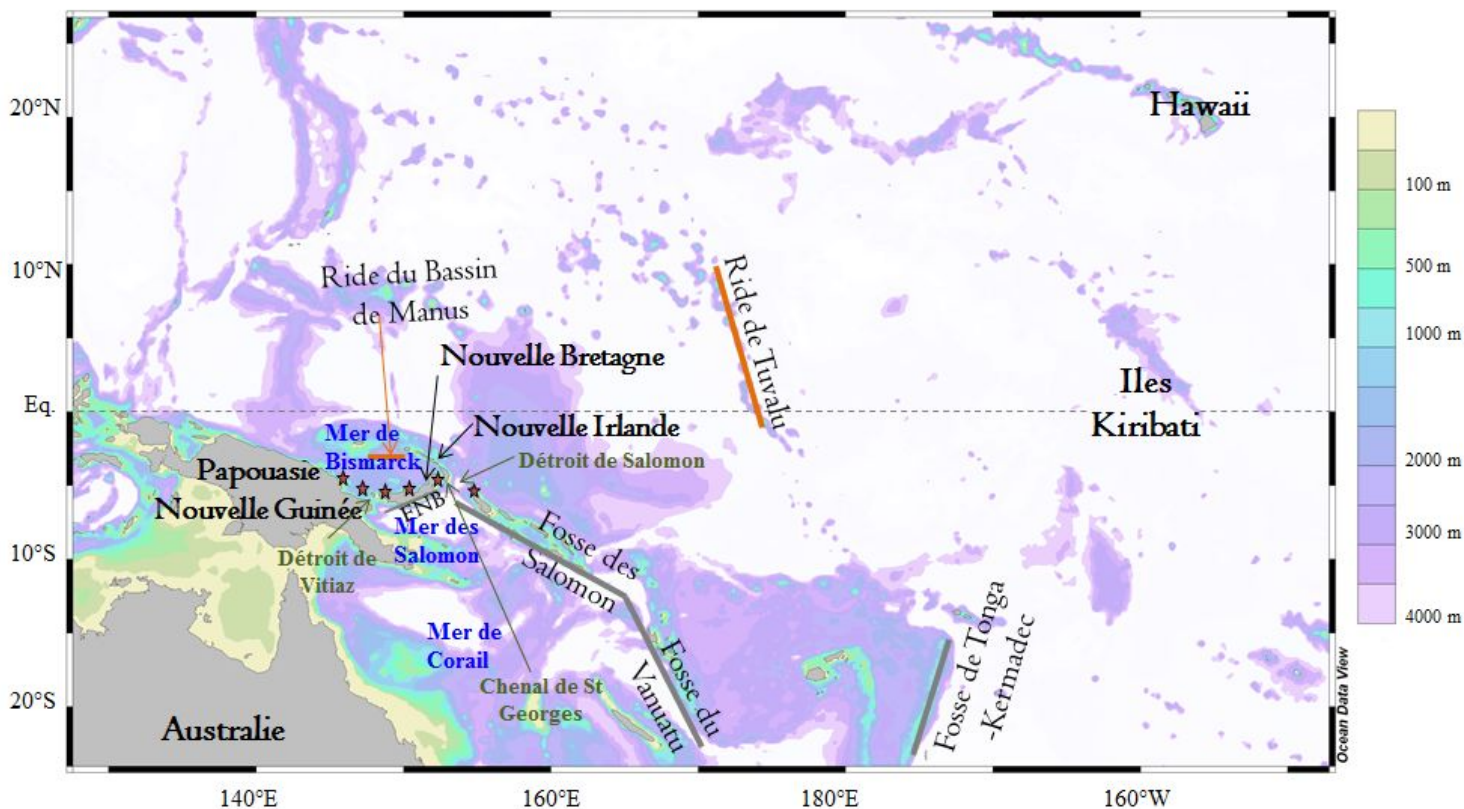 20°N
10°N
Eq.
10°S
20°S
140°E
160°E
180°E
160°W
Hawaii
Ride du Bassin
de Manus
Ride de Tuvalu
Nouvelle Bretagne
Iles
Kiribati
Nouvelle Irlande
Mer de
Bismarck
Détroit de Salomon
Papouasie
Nouvelle Guinée
FNB
Mer des
Salomon
Détroit de
Vitiaz
Fosse des
Salomon
Mer de
Corail
Chenal de St
Georges
Fosse du
Vanuatu
Fosse de Tonga
-Kermadec
Australie
100 m
500 m
1000 m
2000 m
3000 m
4000 m
Ocean Data View